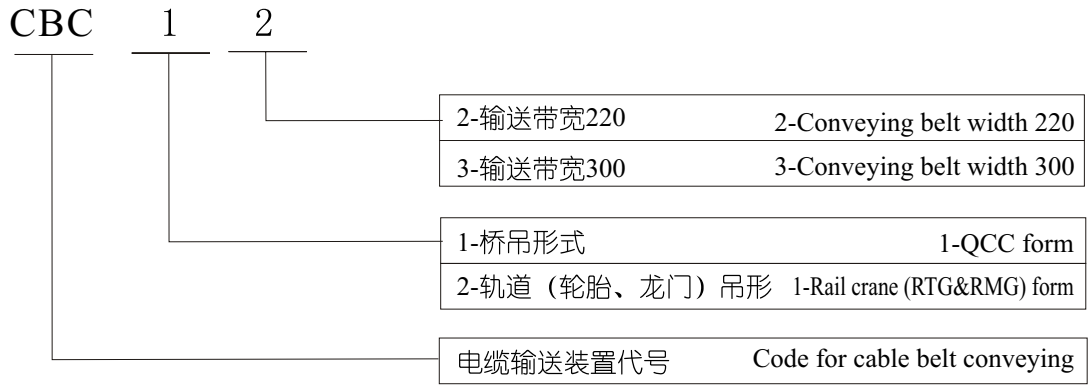 CBC 1 2
2-输送带宽220 2-Conveying belt width 220
3-输送带宽300 3-Conveying belt width 300
1-桥吊形式 1-QCC form
2-轨道（轮胎、龙门）吊形 1-Rail crane (RTG&RMG) form
电缆输送装置代号 Code for cable belt conveying